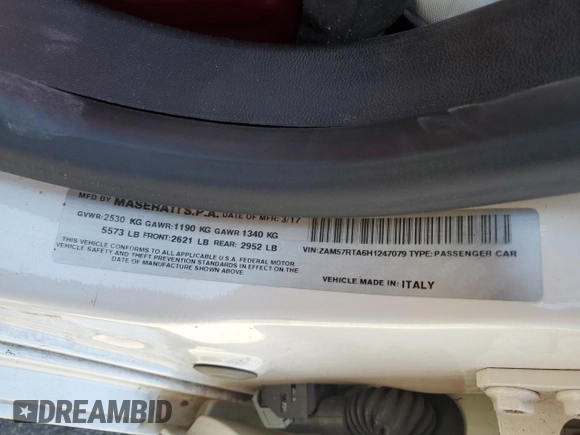 MFD BY MASERATI S.P.A. DATE OF MFR: 3/17
GVWR:2530 KG GAWR:1190 KG GAWR 1340 KG
5573 LB FRONT:2621 LB REAR: 2952 LB
THIS VEHICLE CONFORMS TO ALL APPLICABLE U.S.A. FEDERAL MOTOR
VEHICLE SAFETY AND THEFT PREVENTION STANDARDS IN EFFECT ON THE
DATE OF MANUFACTURE SHOWN ABOVE
VIN:ZAM57RTA6H1247079 TYPE: PASSENGER CAR
VEHICLE MADE IN: ITALY
DREAMBID